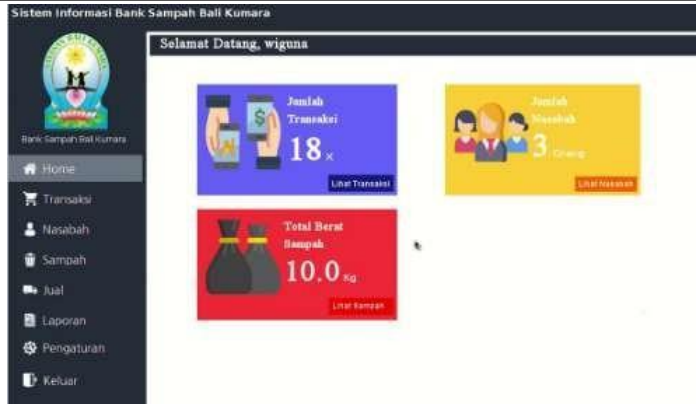 Sistem Informasi Bank Sampah Bali Kumara
Selamat Datang, wiguna
Bank Sampah Bali Kumara
Home
Transaksi
Nasabah
Sampah
Jual
Laporan
Pengaturan
Keluar
Jumlah
Transaksi
18 x
Lihat Transaksi
Jumlah
Nasabah
3 Orang
Lihat Nasabah
Total Berat
Sampah
10.0 Kg
Lihat Sampah